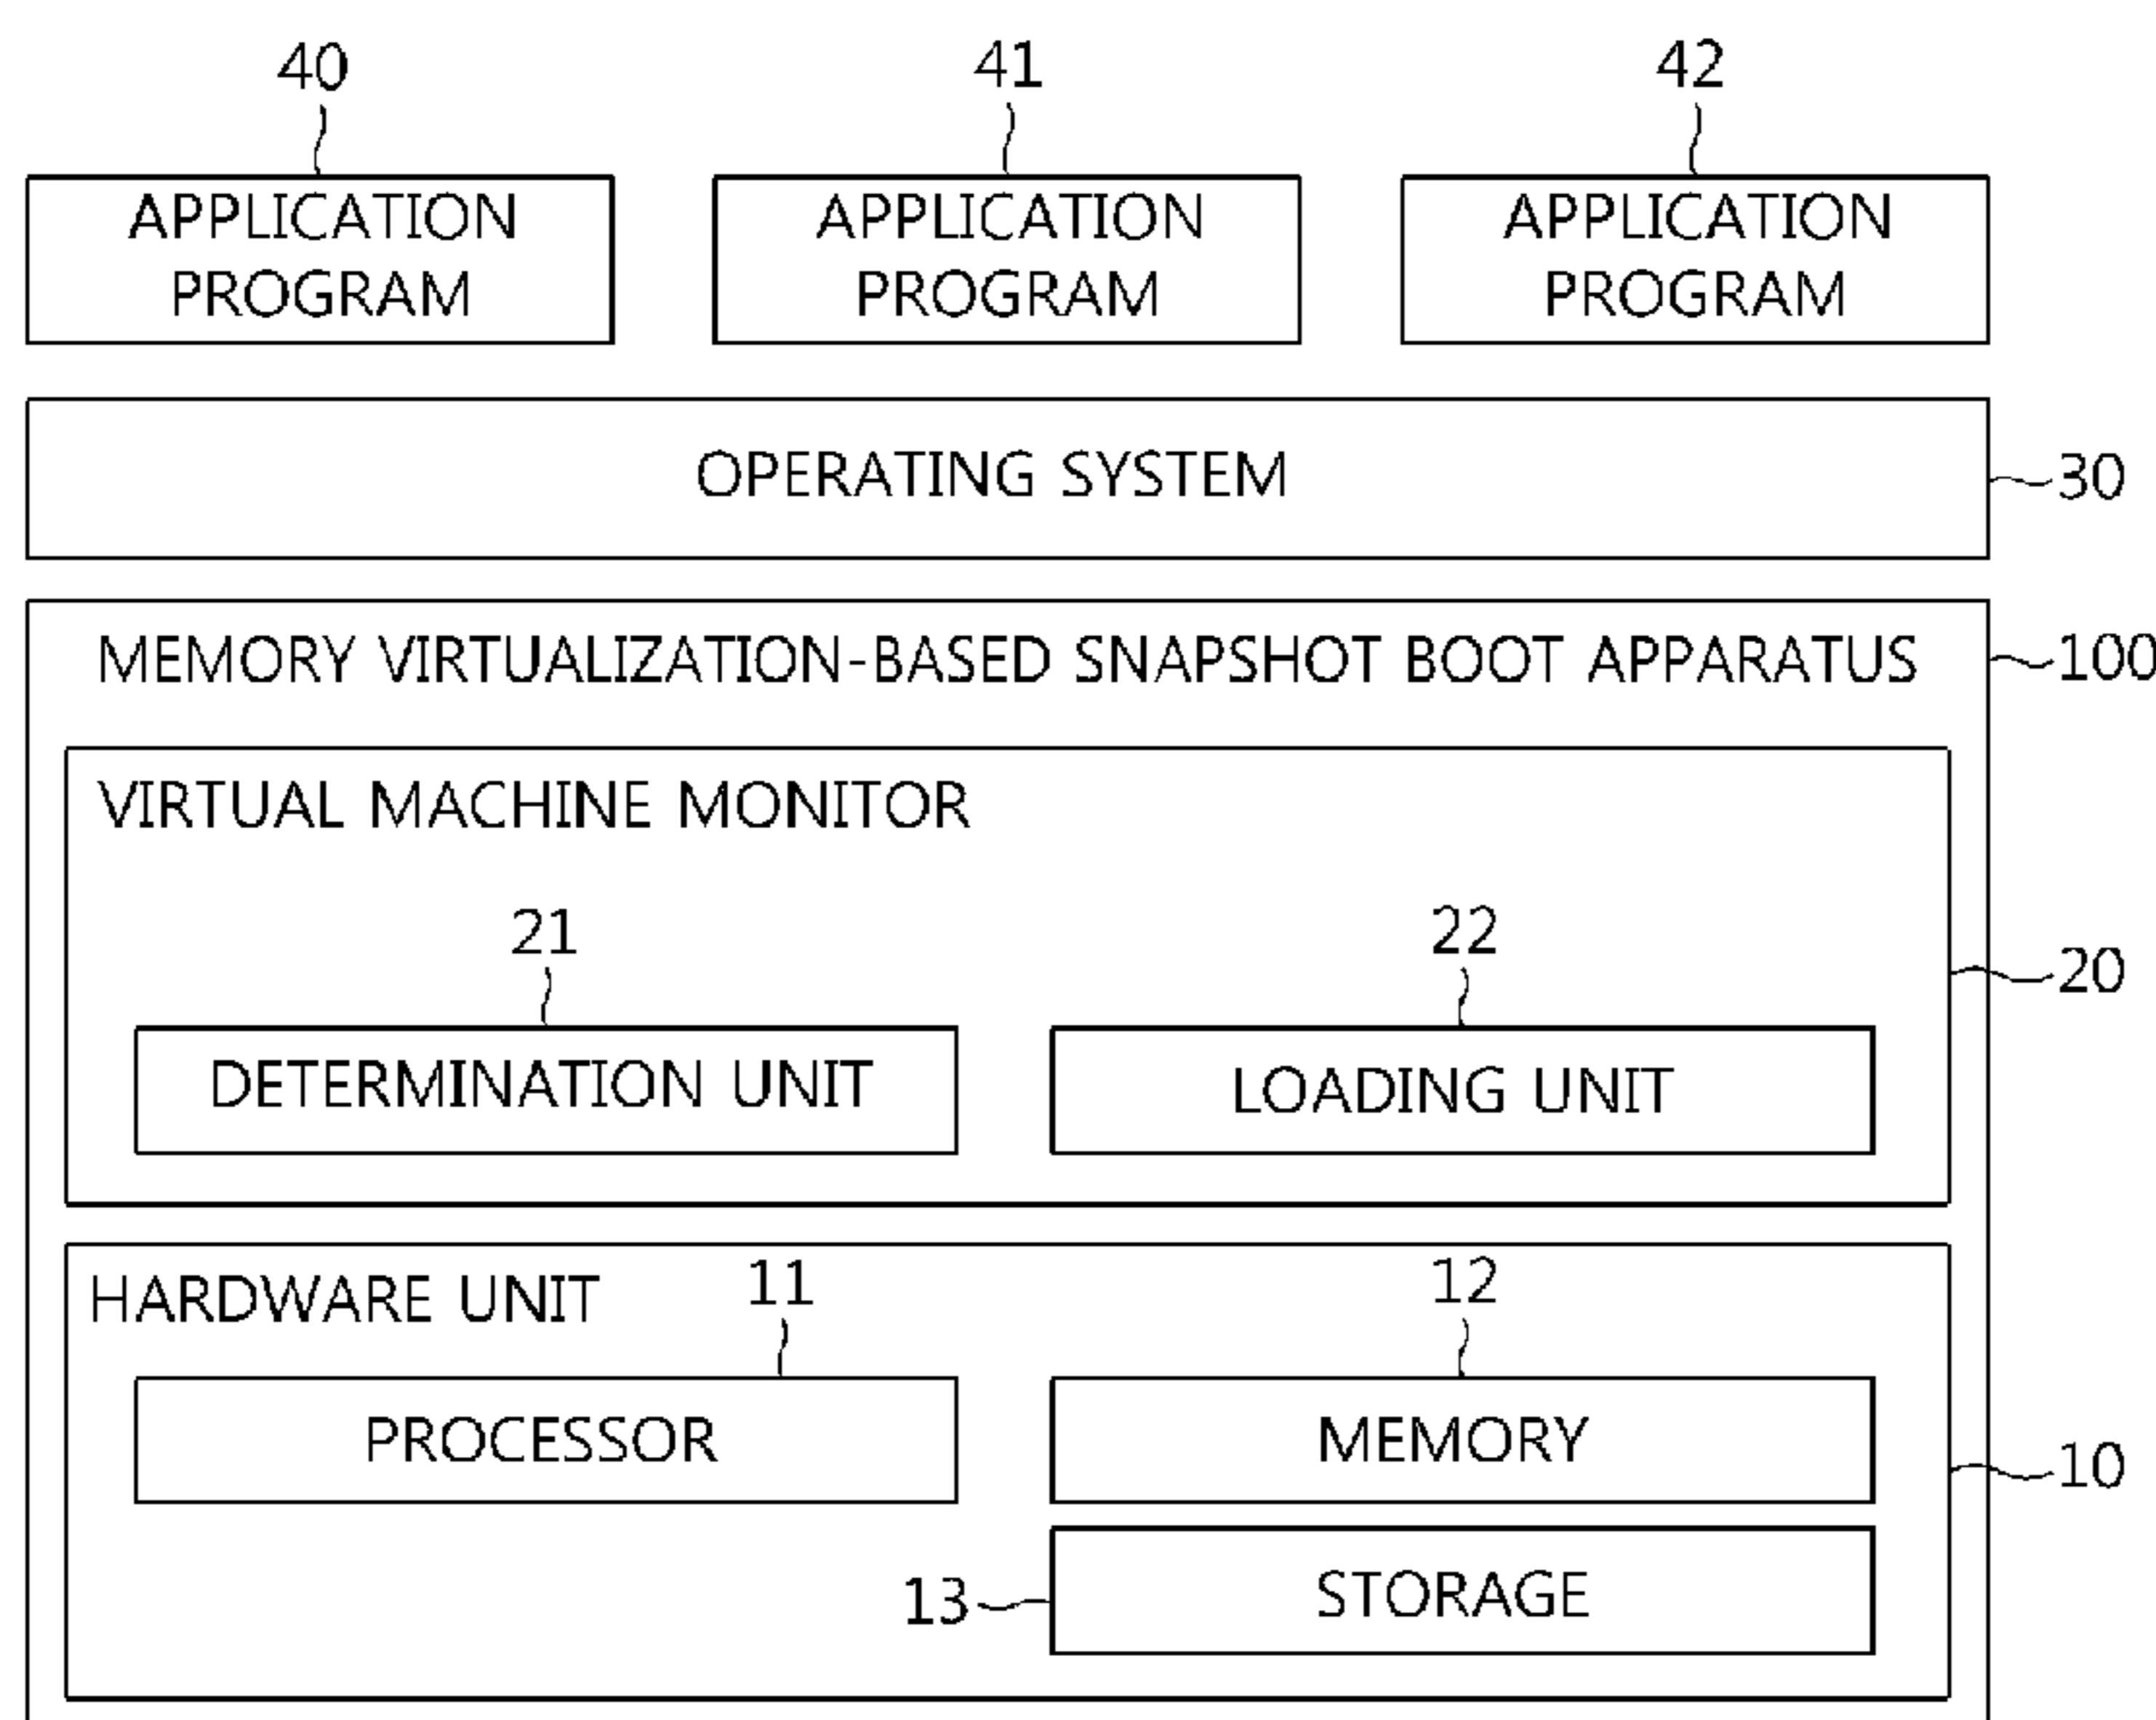 40 41 42
APPLICATION APPLICATION APPLICATION
PROGRAM PROGRAM PROGRAM
OPERATING SYSTEM 30
MEMORY VIRTUALIZATION-BASED SNAPSHOT BOOT APPARATUS 100
VIRTUAL MACHINE MONITOR
21 22
20
DETERMINATION UNIT LOADING UNIT
HARDWARE UNIT 11 12
PROCESSOR MEMORY 10
13 STORAGE